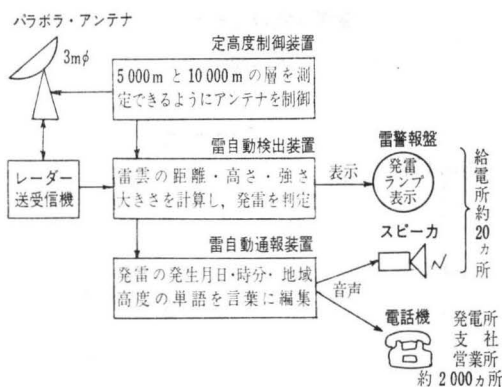 パラボラ・アンテナ
3mφ
定高度制御装置
5000mと10000mの層を測
定できるようにアンテナを制御
雷自動検出装置
レーダー
送受信機
雷雲の距離・高さ・強さ
大きさを計算し，発雷を判定
表示
雷警報盤
発雷
ランプ
表示
給電所約20ヵ所
スピーカ
雷自動通報装置
発雷の発生月日・時分・地域
高度の単語を言葉に編集
音声
電話機
発電所
支社
営業所
約2000ヵ所